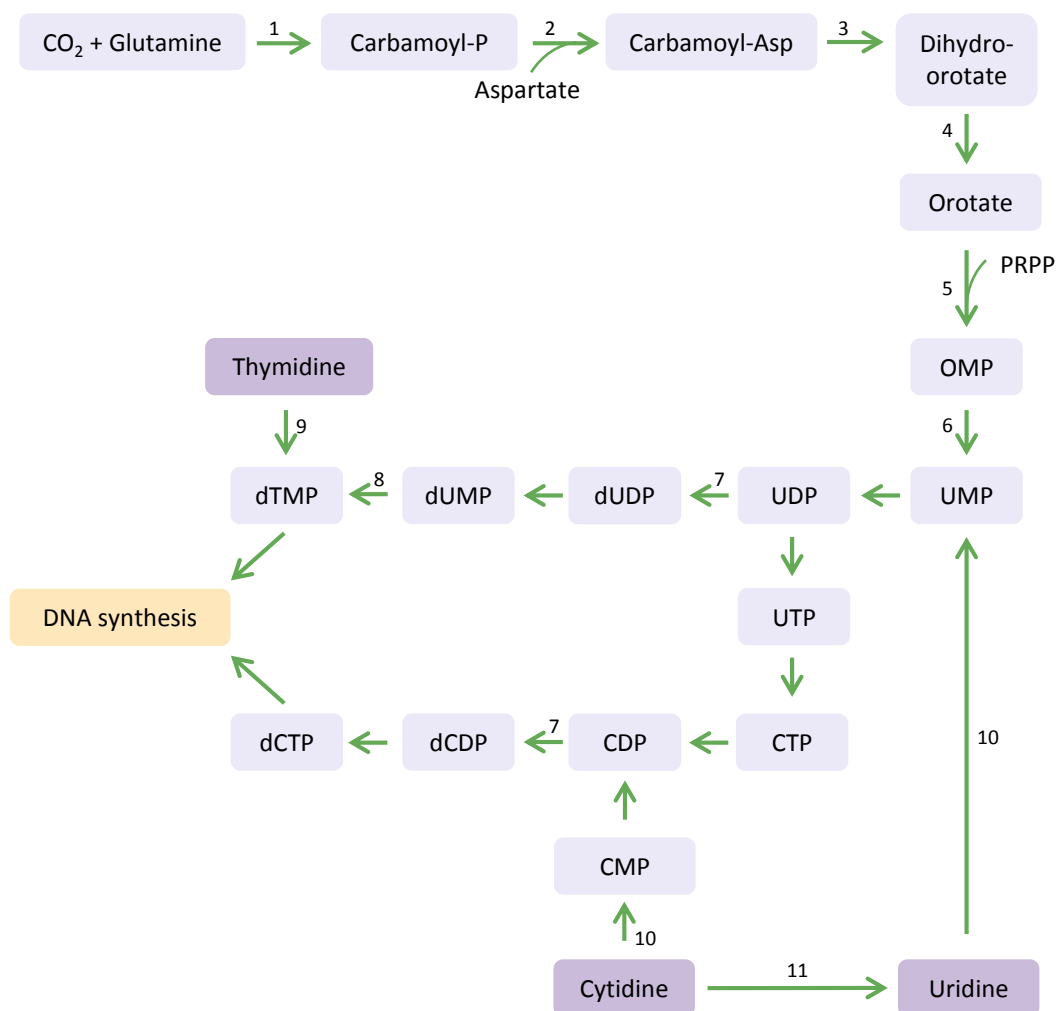 CO₂ + Glutamine
1
Carbamoyl-P
2
Aspartate
Carbamoyl-Asp
3
Dihydro-
orotate
4
Orotate
5
PRPP
OMP
6
Thymidine
9
dTMP
8
dUMP
dUDP
7
UDP
UMP
DNA synthesis
UTP
dCTP
dCDP
7
CDP
CTP
10
CMP
10
Cytidine
11
Uridine